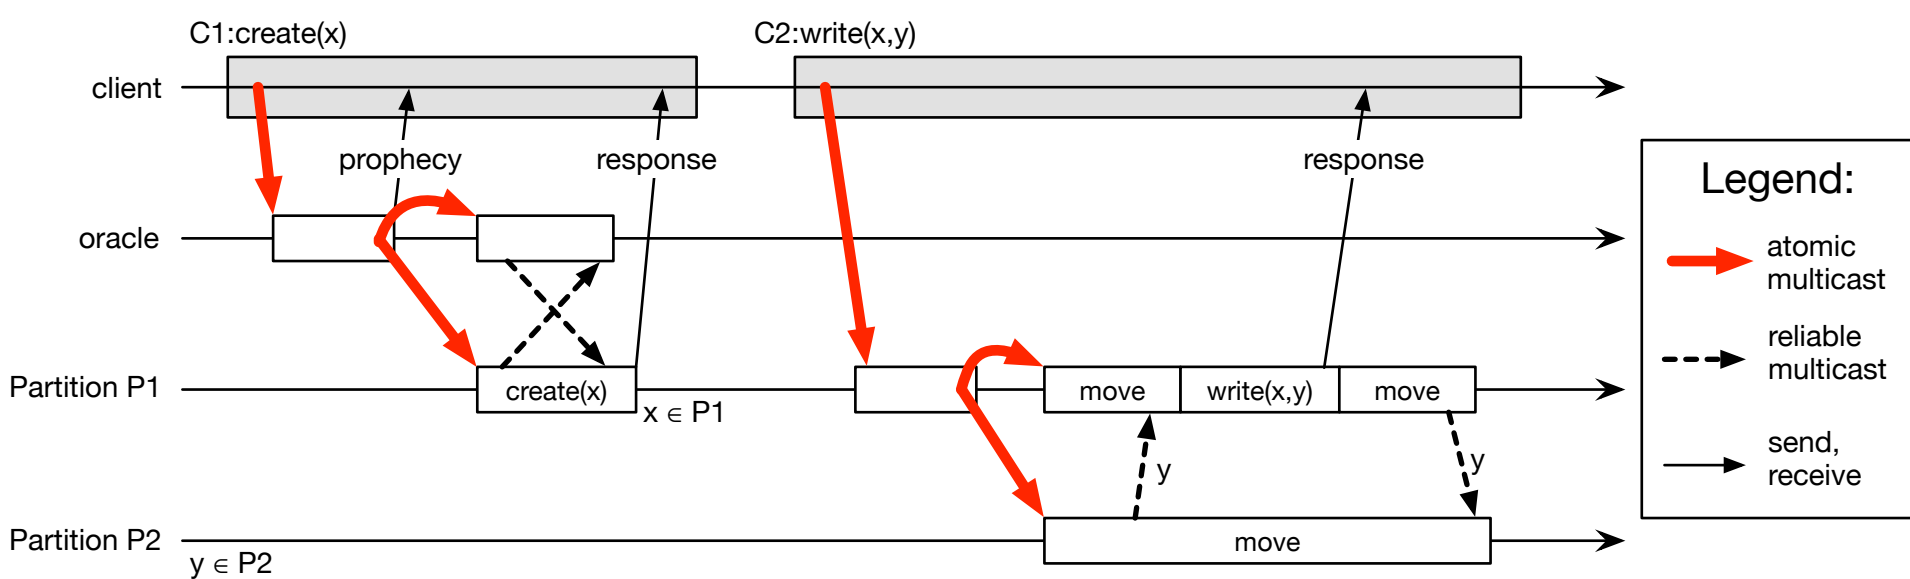 C1:create(x)
C2:write(x,y)
client
prophecy
response
response
oracle
Partition P1
create(x)
x ∈ P1
move
write(x,y)
move
y
y
Partition P2
y ∈ P2
move
Legend:
atomic
multicast
reliable
multicast
send,
receive